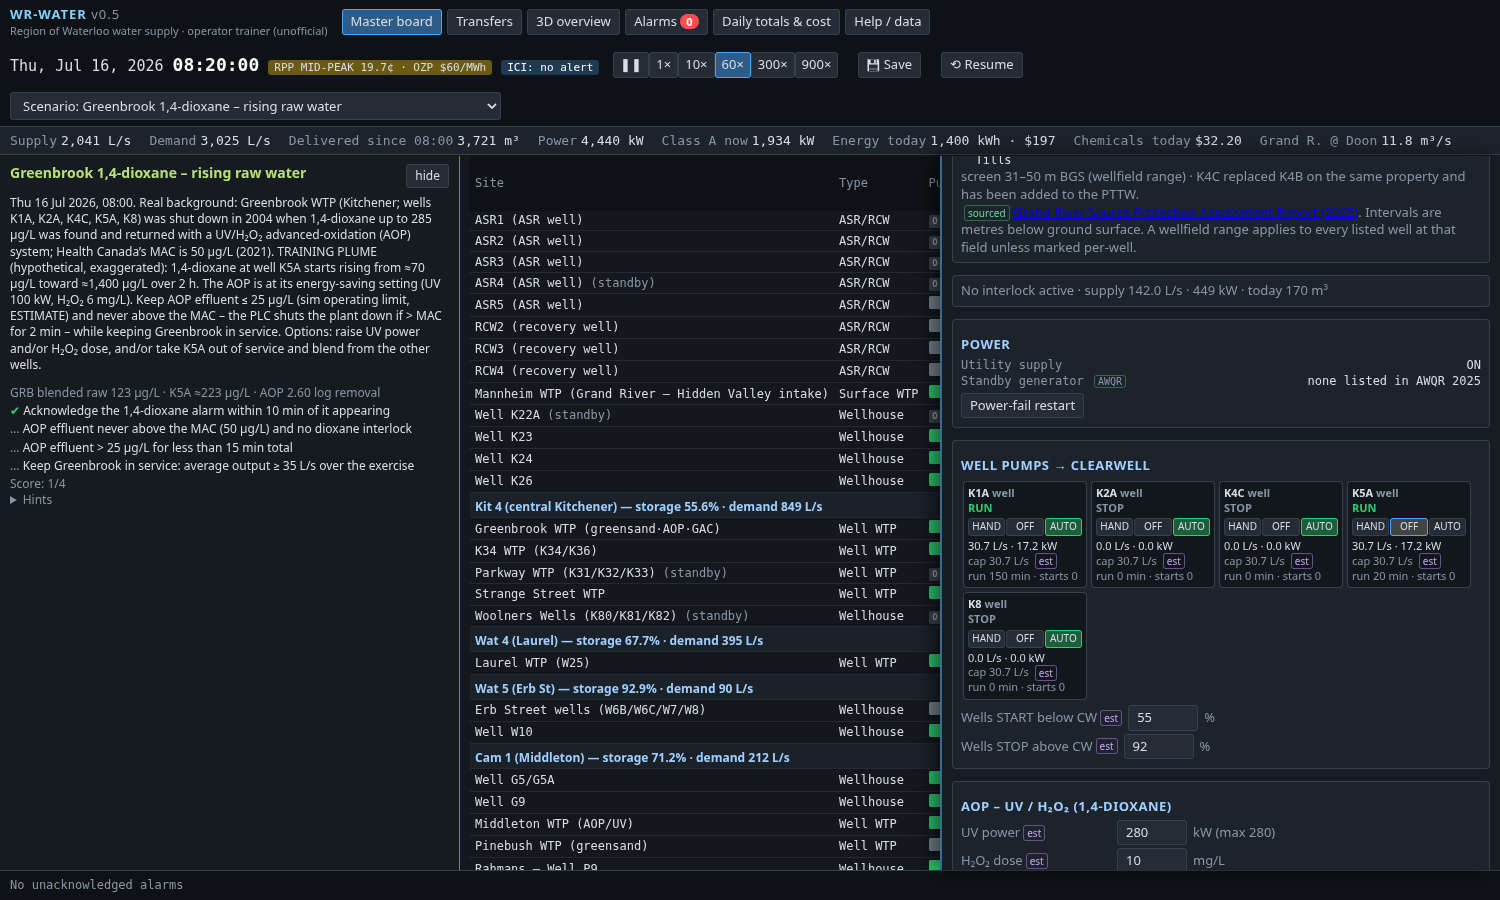 WR-WATER v0.5
Region of Waterloo water supply · operator trainer (unofficial)
Master board
Transfers
3D overview
Alarms 0
Daily totals & cost
Help / data
Thu, Jul 16, 2026 08:20:00 RPP MID-PEAK 19.7¢ · OZP $60/MWh ICI: no alert
❚❚ 1× 10× 60× 300× 900× 💾 Save ⟲ Resume
Scenario: Greenbrook 1,4-dioxane – rising raw water
Supply 2,041 L/s Demand 3,025 L/s Delivered since 08:00 3,721 m³ Power 4,440 kW Class A now 1,934 kW Energy today 1,400 kWh · $197 Chemicals today $32.20 Grand R. @ Doon 11.8 m³/s
Greenbrook 1,4-dioxane – rising raw water
hide
Thu 16 Jul 2026, 08:00. Real background: Greenbrook WTP (Kitchener; wells
K1A, K2A, K4C, K5A, K8) was shut down in 2004 when 1,4-dioxane up to 285
µg/L was found and returned with a UV/H₂O₂ advanced-oxidation (AOP)
system; Health Canada's MAC is 50 µg/L (2021). TRAINING PLUME
(hypothetical, exaggerated): 1,4-dioxane at well K5A starts rising from ≈70
µg/L toward ≈1,400 µg/L over 2 h. The AOP is at its energy-saving setting (UV
100 kW, H₂O₂ 6 mg/L). Keep AOP effluent ≤ 25 µg/L (sim operating limit,
ESTIMATE) and never above the MAC – the PLC shuts the plant down if > MAC
for 2 min – while keeping Greenbrook in service. Options: raise UV power
and/or H₂O₂ dose, and/or take K5A out of service and blend from the other
wells.
GRB blended raw 123 µg/L · K5A ≈223 µg/L · AOP 2.60 log removal
✔ Acknowledge the 1,4-dioxane alarm within 10 min of it appearing
… AOP effluent never above the MAC (50 µg/L) and no dioxane interlock
… AOP effluent > 25 µg/L for less than 15 min total
… Keep Greenbrook in service: average output ≥ 35 L/s over the exercise
Score: 1/4
▶ Hints
Site Type Pu
ASR1 (ASR well) ASR/RCW 0
ASR2 (ASR well) ASR/RCW 0
ASR3 (ASR well) ASR/RCW 0
ASR4 (ASR well) (standby) ASR/RCW 0
ASR5 (ASR well) ASR/RCW
RCW2 (recovery well) ASR/RCW
RCW3 (recovery well) ASR/RCW
RCW4 (recovery well) ASR/RCW
Mannheim WTP (Grand River – Hidden Valley intake) Surface WTP
Well K22A (standby) Wellhouse 0
Well K23 Wellhouse
Well K24 Wellhouse
Well K26 Wellhouse
Kit 4 (central Kitchener) — storage 55.6% · demand 849 L/s
Greenbrook WTP (greensand·AOP·GAC) Well WTP
K34 WTP (K34/K36) Well WTP
Parkway WTP (K31/K32/K33) (standby) Well WTP 0
Strange Street WTP Well WTP
Woolners Wells (K80/K81/K82) (standby) Wellhouse 0
Wat 4 (Laurel) — storage 67.7% · demand 395 L/s
Laurel WTP (W25) Well WTP
Wat 5 (Erb St) — storage 92.9% · demand 90 L/s
Erb Street wells (W6B/W6C/W7/W8) Wellhouse
Well W10 Wellhouse
Cam 1 (Middleton) — storage 71.2% · demand 212 L/s
Well G5/G5A Wellhouse
Well G9 Wellhouse
Middleton WTP (AOP/UV) Well WTP
Pinebush WTP (greensand) Well WTP
Rahmans – Well P9 Wellhouse
Tills
screen 31–50 m BGS (wellfield range) · K4C replaced K4B on the same property and
has been added to the PTTW.
sourced Grand River Source Protection Assessment Report (2025). Intervals are
metres below ground surface. A wellfield range applies to every listed well at that
field unless marked per-well.
No interlock active · supply 142.0 L/s · 449 kW · today 170 m³
POWER
Utility supply ON
Standby generator AWQR none listed in AWQR 2025
Power-fail restart
WELL PUMPS → CLEARWELL
K1A well
RUN
HAND OFF AUTO
30.7 L/s · 17.2 kW
cap 30.7 L/s est
run 150 min · starts 0
K2A well
STOP
HAND OFF AUTO
0.0 L/s · 0.0 kW
cap 30.7 L/s est
run 0 min · starts 0
K4C well
STOP
HAND OFF AUTO
0.0 L/s · 0.0 kW
cap 30.7 L/s est
run 0 min · starts 0
K5A well
RUN
HAND OFF AUTO
30.7 L/s · 17.2 kW
cap 30.7 L/s est
run 20 min · starts 0
K8 well
STOP
HAND OFF AUTO
0.0 L/s · 0.0 kW
cap 30.7 L/s est
run 0 min · starts 0
Wells START below CW est 55 %
Wells STOP above CW est 92 %
AOP – UV / H₂O₂ (1,4-DIOXANE)
UV power est 280 kW (max 280)
H₂O₂ dose est 10 mg/L
No unacknowledged alarms